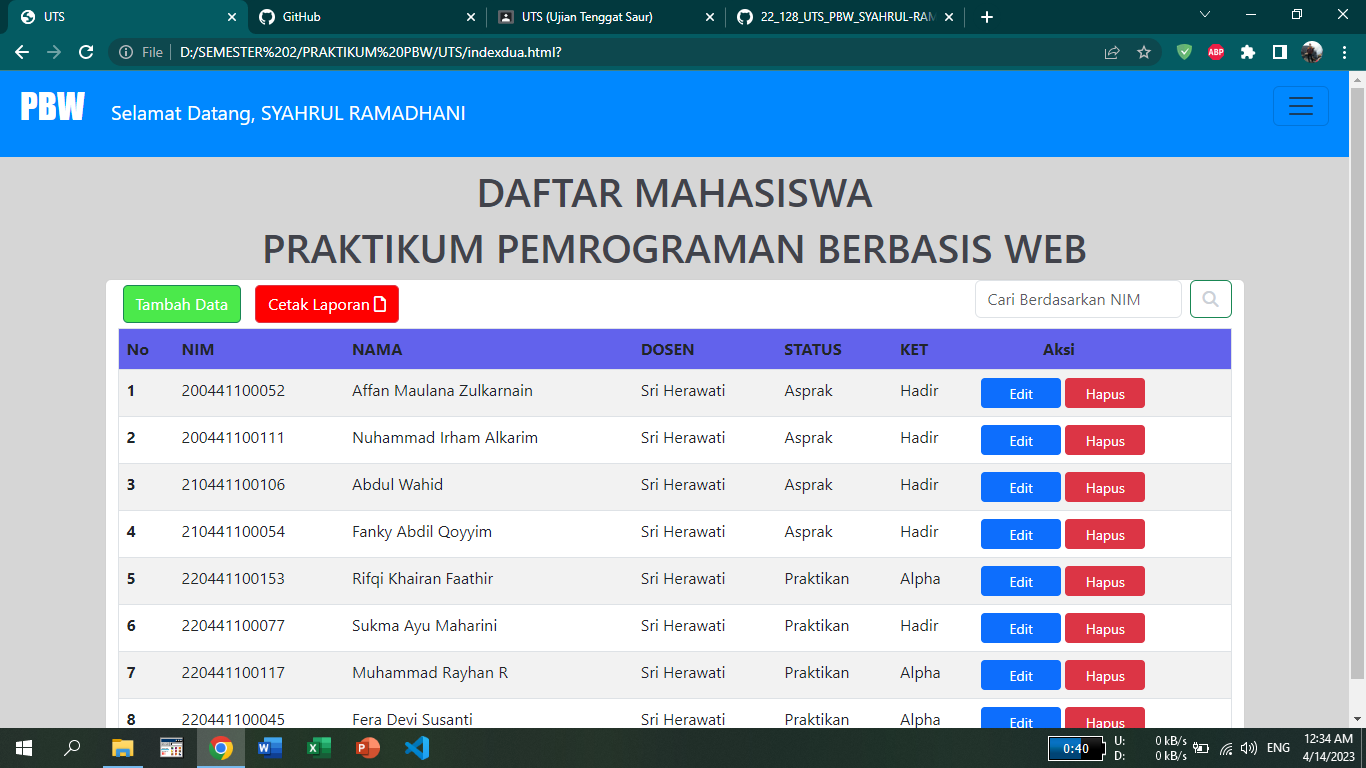 UTS
GitHub
UTS (Ujian Tenggat Saur)
22_128_UTS_PBW_SYAHRUL-RAM
File
D:/SEMESTER%202/PRAKTIKUM%20PBW/UTS/indexdua.html?
ABP
PBW Selamat Datang, SYAHRUL RAMADHANI
DAFTAR MAHASISWA
PRAKTIKUM PEMROGRAMAN BERBASIS WEB
Tambah Data Cetak Laporan Cari Berdasarkan NIM
No NIM NAMA DOSEN STATUS KET Aksi
1 200441100052 Affan Maulana Zulkarnain Sri Herawati Asprak Hadir Edit Hapus
2 200441100111 Nuhammad Irham Alkarim Sri Herawati Asprak Hadir Edit Hapus
3 210441100106 Abdul Wahid Sri Herawati Asprak Hadir Edit Hapus
4 210441100054 Fanky Abdil Qoyyim Sri Herawati Asprak Hadir Edit Hapus
5 220441100153 Rifqi Khairan Faathir Sri Herawati Praktikan Alpha Edit Hapus
6 220441100077 Sukma Ayu Maharini Sri Herawati Praktikan Hadir Edit Hapus
7 220441100117 Muhammad Rayhan R Sri Herawati Praktikan Alpha Edit Hapus
8 220441100045 Fera Devi Susanti Sri Herawati Praktikan Alpha Edit Hapus
0:40
U: 0 kB/s
D: 0 kB/s
ENG
12:34 AM
4/14/2023